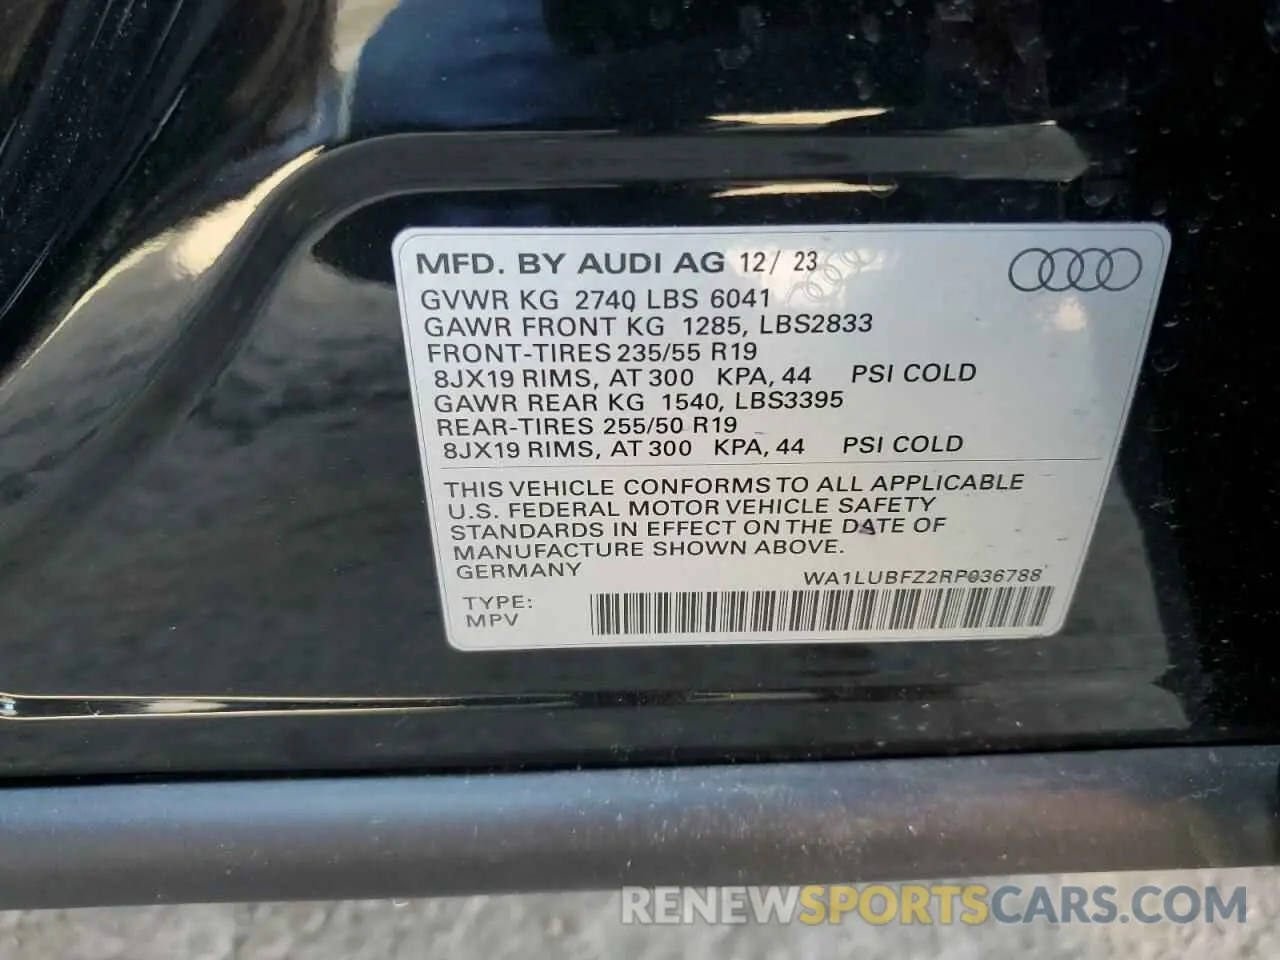 MFD. BY AUDI AG 12/ 23
GVWR KG 2740 LBS 6041
GAWR FRONT KG 1285, LBS2833
FRONT-TIRES 235/55 R19
8JX19 RIMS, AT 300 KPA, 44 PSI COLD
GAWR REAR KG 1540, LBS3395
REAR-TIRES 255/50 R19
8JX19 RIMS, AT 300 KPA, 44 PSI COLD
THIS VEHICLE CONFORMS TO ALL APPLICABLE
U.S. FEDERAL MOTOR VEHICLE SAFETY
STANDARDS IN EFFECT ON THE DATE OF
MANUFACTURE SHOWN ABOVE.
GERMANY
WA1LUBFZ2RP036788
TYPE:
MPV
RENEWSPORTSCARS.COM